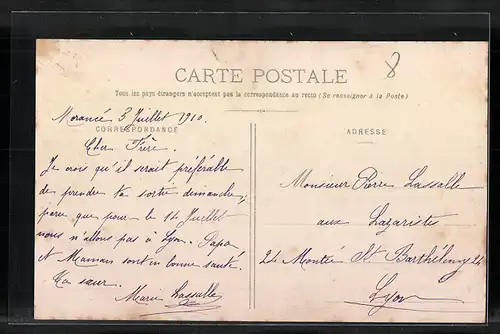 8
CARTE POSTALE
Tous les pays étrangers n'acceptent pas la correspondance au recto (Se renseigner à la Poste)
Morancé 3 Juillet 1910.
CORRESPONDANCE
Cher Frère.
Je crois qu'il serait préférable
de prendre ta sortie dimanche,
parce que pour le 14 Juillet
nous n'allons pas à Lyon. Papa
et Maman sont en bonne santé.
Ta sœur.
Marie Lassalle
ADRESSE
Monsieur Pierre Lassalle
aux Lazaristes
24 Montée St Barthélemy 24
Lyon